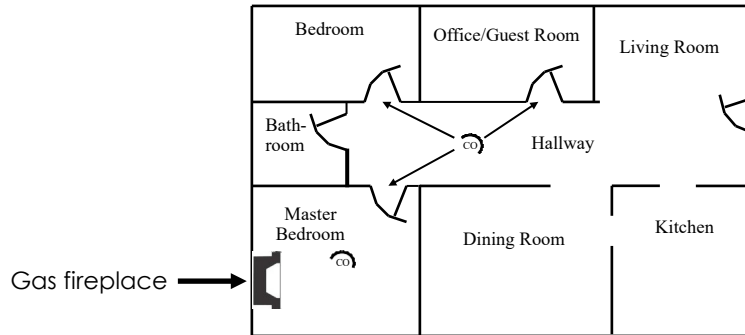 Bedroom
Office/Guest Room
Living Room
Bath-
room
CO
Hallway
Master
Bedroom
CO
Dining Room
Kitchen
Gas fireplace